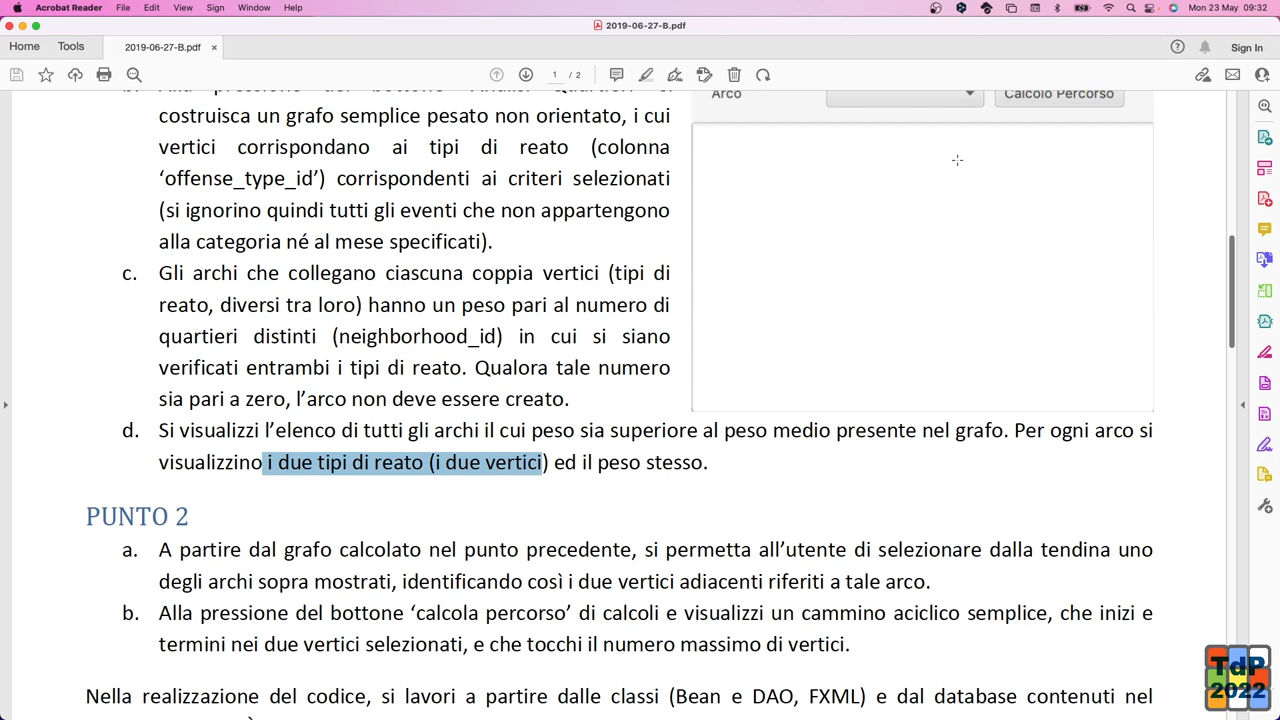 Acrobat Reader File Edit View Sign Window Help Mon 23 May 09:32
2019-06-27-B.pdf
Home Tools 2019-06-27-B.pdf × Sign In
1 / 2
Arco Calcolo Percorso
costruisca un grafo semplice pesato non orientato, i cui
vertici corrispondano ai tipi di reato (colonna
‘offense_type_id’) corrispondenti ai criteri selezionati
(si ignorino quindi tutti gli eventi che non appartengono
alla categoria né al mese specificati).
c. Gli archi che collegano ciascuna coppia vertici (tipi di
reato, diversi tra loro) hanno un peso pari al numero di
quartieri distinti (neighborhood_id) in cui si siano
verificati entrambi i tipi di reato. Qualora tale numero
sia pari a zero, l’arco non deve essere creato.
d. Si visualizzi l’elenco di tutti gli archi il cui peso sia superiore al peso medio presente nel grafo. Per ogni arco si
visualizzino i due tipi di reato (i due vertici) ed il peso stesso.
PUNTO 2
a. A partire dal grafo calcolato nel punto precedente, si permetta all’utente di selezionare dalla tendina uno
degli archi sopra mostrati, identificando così i due vertici adiacenti riferiti a tale arco.
b. Alla pressione del bottone ‘calcola percorso’ di calcoli e visualizzi un cammino aciclico semplice, che inizi e
termini nei due vertici selezionati, e che tocchi il numero massimo di vertici.
Nella realizzazione del codice, si lavori a partire dalle classi (Bean e DAO, FXML) e dal database contenuti nel
TdP
2022